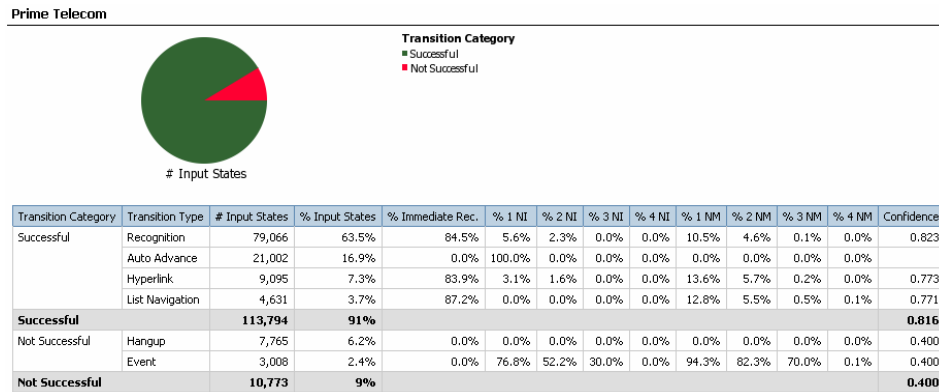 Prime Telecom
Transition Category
Successful
Not Successful
# Input States
Transition Category Transition Type # Input States % Input States % Immediate Rec. % 1 NI % 2 NI % 3 NI % 4 NI % 1 NM % 2 NM % 3 NM % 4 NM Confidence
Successful Recognition 79,066 63.5% 84.5% 5.6% 2.3% 0.0% 0.0% 10.5% 4.6% 0.1% 0.0% 0.823
Auto Advance 21,002 16.9% 0.0% 100.0% 0.0% 0.0% 0.0% 0.0% 0.0% 0.0% 0.0%
Hyperlink 9,095 7.3% 83.9% 3.1% 1.6% 0.0% 0.0% 13.6% 5.7% 0.2% 0.0% 0.773
List Navigation 4,631 3.7% 87.2% 0.0% 0.0% 0.0% 0.0% 12.8% 5.5% 0.5% 0.1% 0.771
Successful 113,794 91% 0.816
Not Successful Hangup 7,765 6.2% 0.0% 0.0% 0.0% 0.0% 0.0% 0.0% 0.0% 0.0% 0.0% 0.400
Event 3,008 2.4% 0.0% 76.8% 52.2% 30.0% 0.0% 94.3% 82.3% 70.0% 0.1% 0.400
Not Successful 10,773 9% 0.400